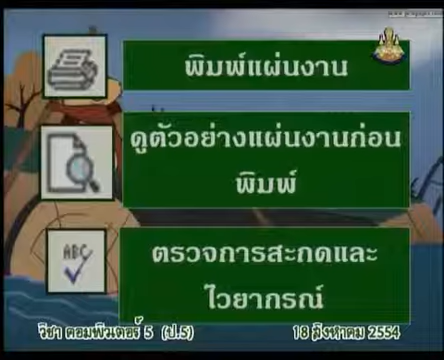 พิมพ์แผ่นงาน
ดูตัวอย่างแผ่นงานก่อน
พิมพ์
ABC
ตรวจการสะกดและ
ไวยากรณ์
วิชา คอมพิวเตอร์ 5 (ป.5)
18 สิงหาคม 2554